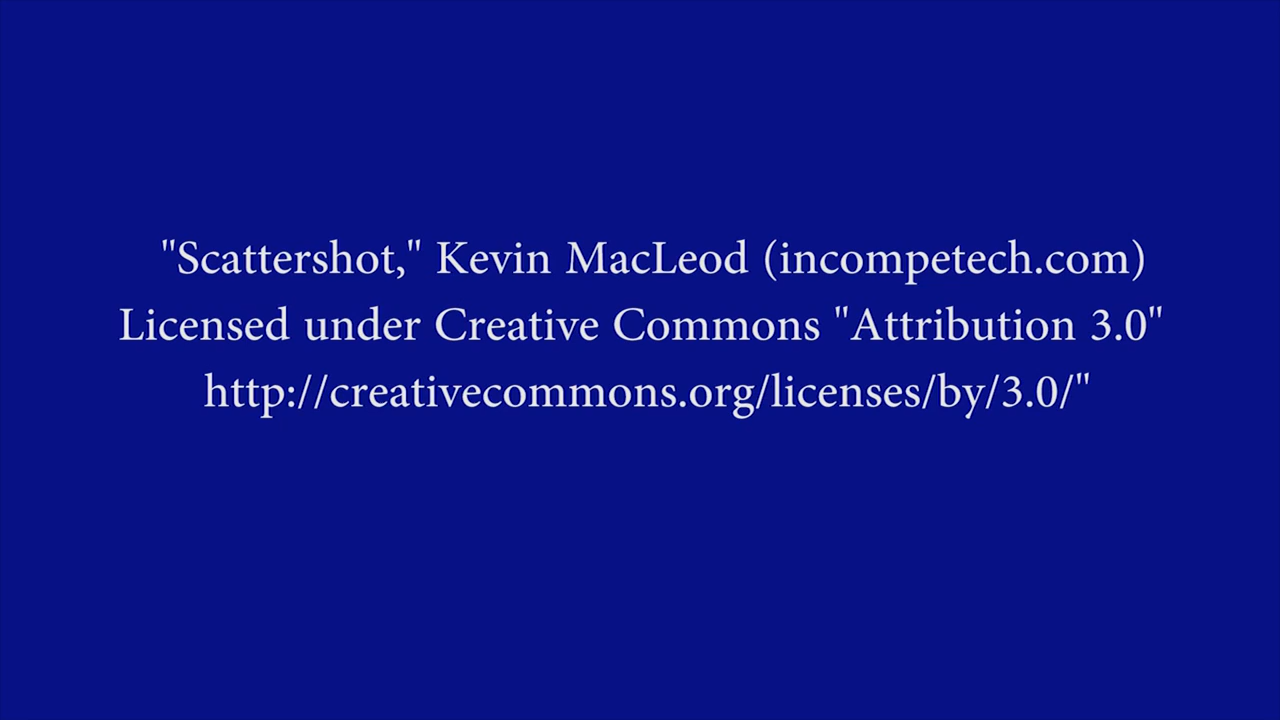 "Scattershot," Kevin MacLeod (incompetech.com)
Licensed under Creative Commons "Attribution 3.0"
http://creativecommons.org/licenses/by/3.0/"